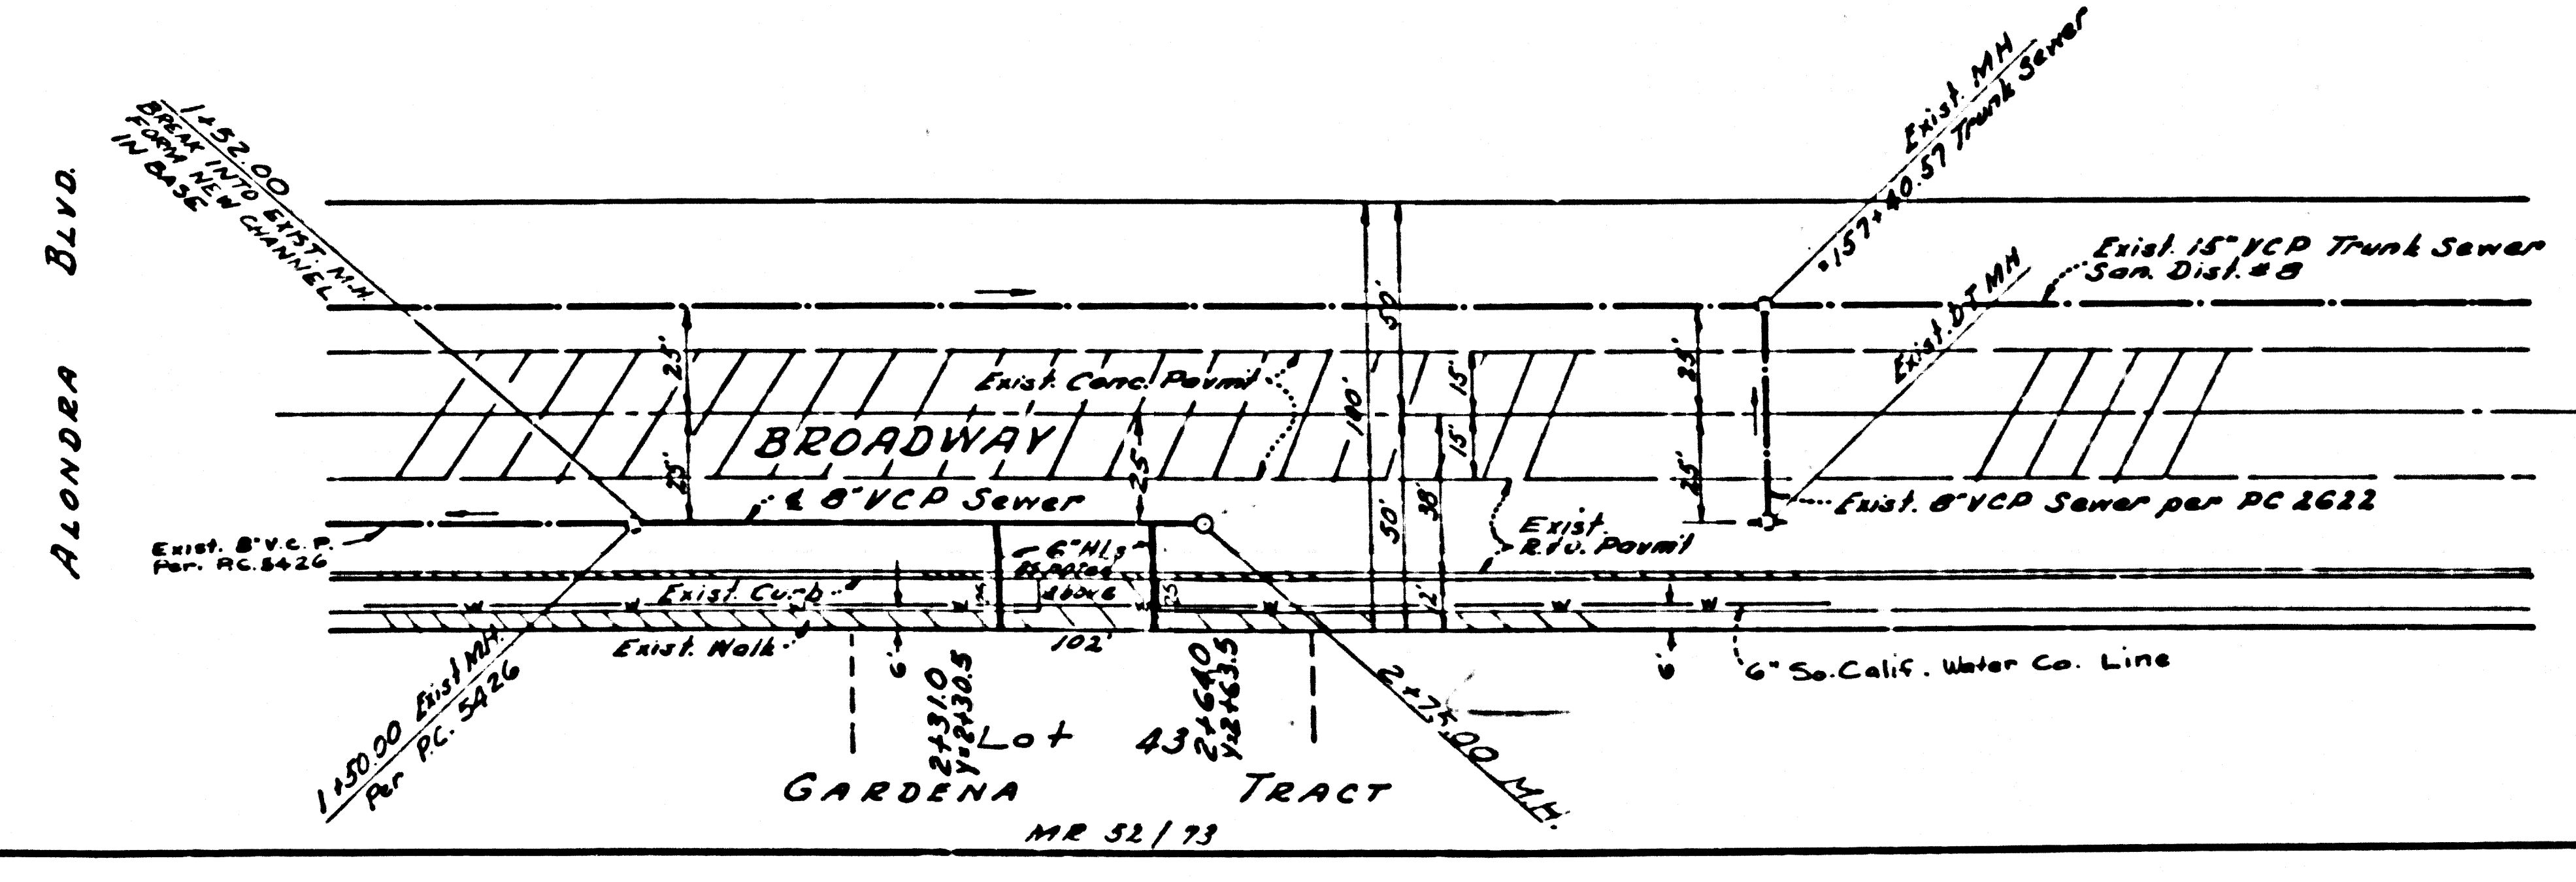 ALONDRA BLVD.
1+52.00
BREAK INTO EXIST. M.H.
FORM NEW CHANNEL
IN BASE
Exist. MH
=157+40.57 Trunk Sewer
Exist. 15" VCP Trunk Sewer
San. Dist. #8
Exist. DT MH
25'
25'
Exist. Conc. Pavmt
BROADWAY
25'
100'
50'
50'
15'
15'
38'
12'
25'
25'
℄ 8" VCP Sewer
Exist. 8" VCP Sewer per PC 2622
Exist. 8" V.C.P.
Per. P.C. 5426
Exist.
R&O. Pavmt
6" HLs
above
Exist. Curb
W W W W W W
Exist. Walk
6'
102'
6'
6" So. Calif. Water Co. Line
1+50.00 Exist MH.
Per P.C. 5426
2+31.0
Y=2+30.5
2+64.0
Y=2+63.5
2+75.00 M.H.
Lot 43
GARDENA TRACT
MR 52/73